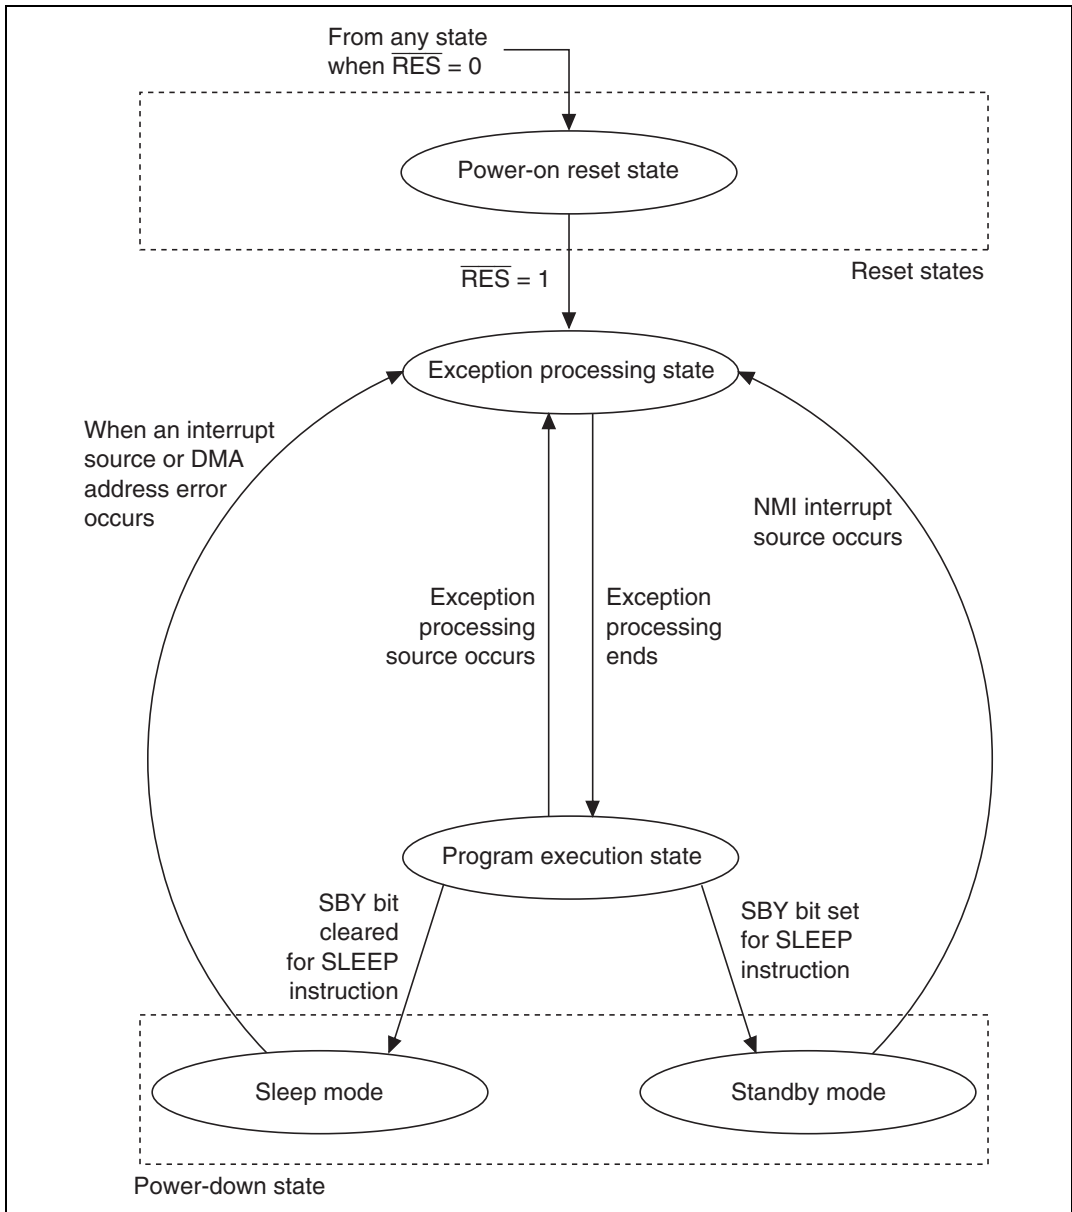 From any state
when R̅E̅S̅ = 0
Power-on reset state
Reset states
R̅E̅S̅ = 1
Exception processing state
When an interrupt
source or DMA
address error
occurs
NMI interrupt
source occurs
Exception
processing
source occurs
Exception
processing
ends
Program execution state
SBY bit
cleared
for SLEEP
instruction
SBY bit set
for SLEEP
instruction
Sleep mode
Standby mode
Power-down state